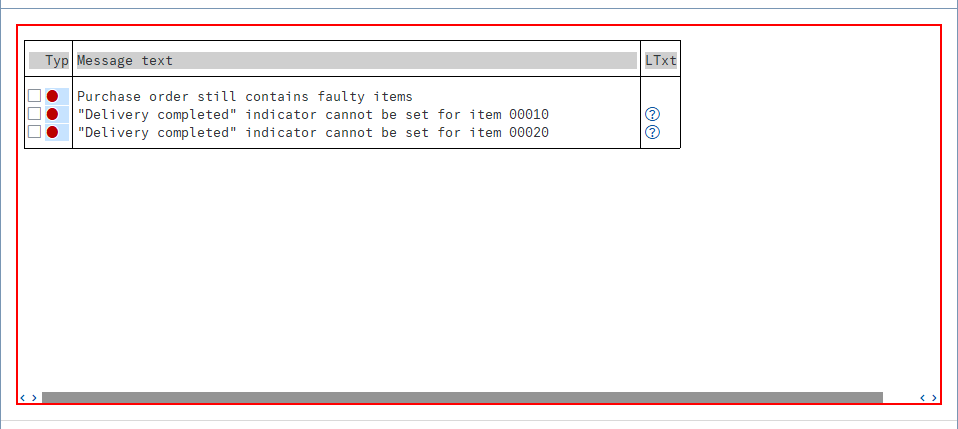 Typ Message text LTxt
Purchase order still contains faulty items
"Delivery completed" indicator cannot be set for item 00010
"Delivery completed" indicator cannot be set for item 00020